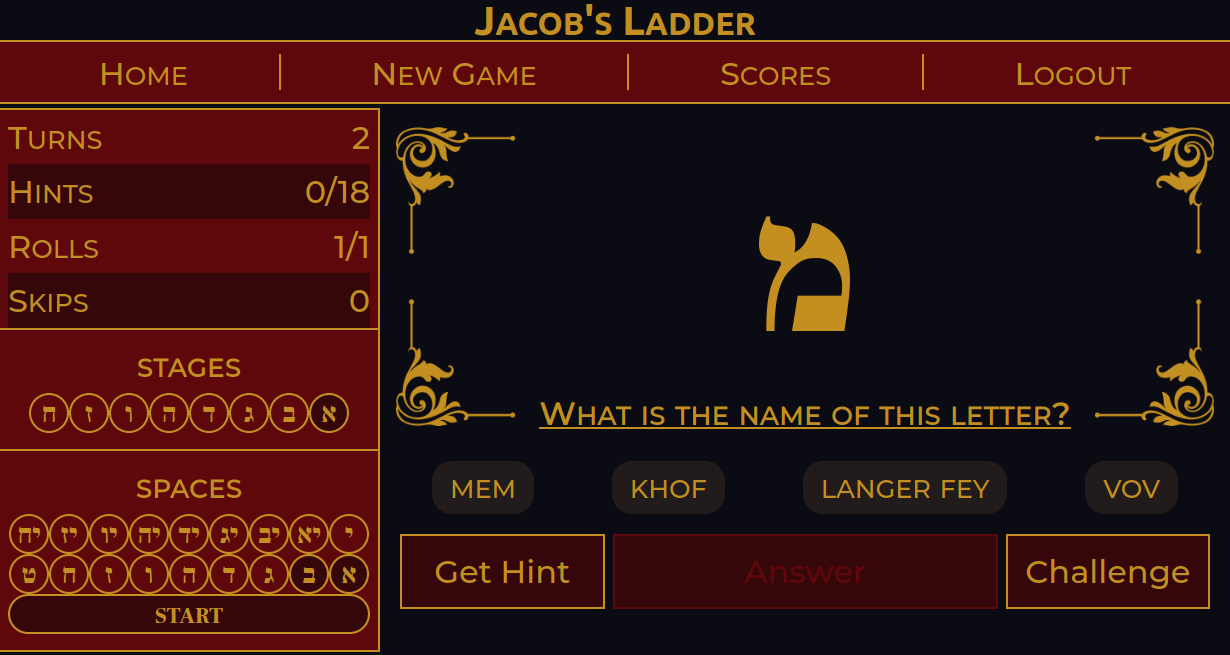 Jacob's Ladder
Home
New Game
Scores
Logout
Turns 2
Hints 0/18
Rolls 1/1
Skips 0
STAGES
א ב ג ד ה ו ז ח
SPACES
י יא יב יג יד יה יו יז יח
א ב ג ד ה ו ז ח ט
START
מ
What is the name of this letter?
MEM
KHOF
LANGER FEY
VOV
Get Hint
Answer
Challenge